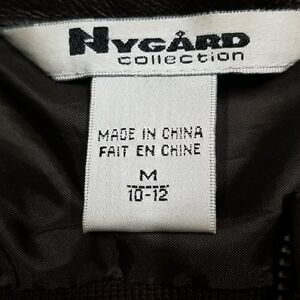 NYGÅRD
collection
MADE IN CHINA
FAIT EN CHINE
M
10-12